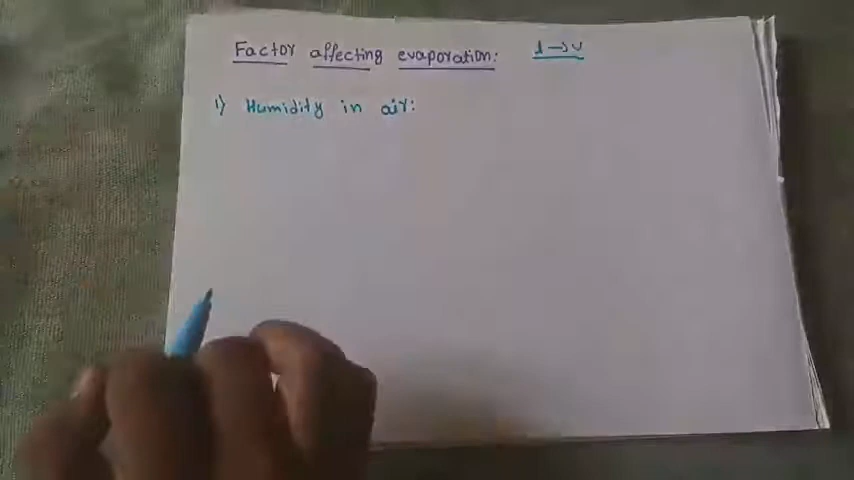 Factor affecting evaporation: l→v
1) Humidity in air: